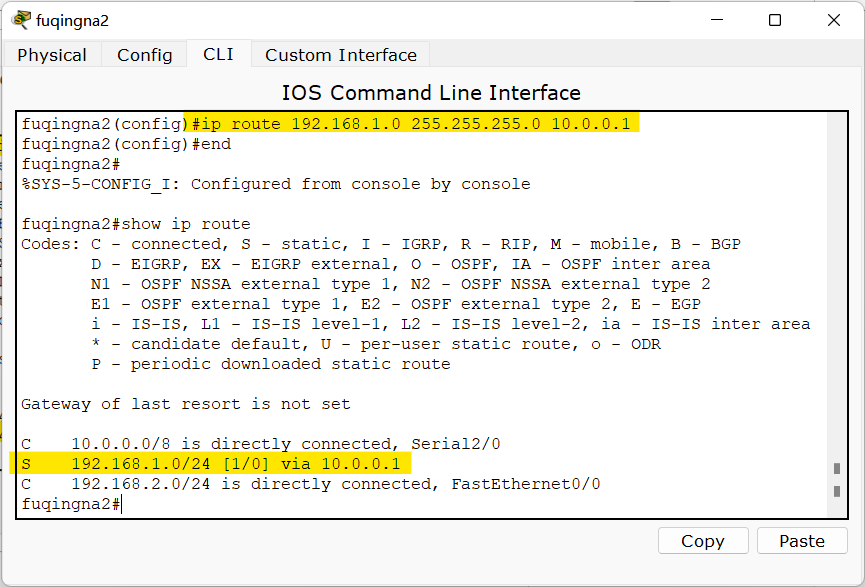 fuqingna2
Physical Config CLI Custom Interface
IOS Command Line Interface
fuqingna2(config)#ip route 192.168.1.0 255.255.255.0 10.0.0.1
fuqingna2(config)#end
fuqingna2#
%SYS-5-CONFIG_I: Configured from console by console
fuqingna2#show ip route
Codes: C - connected, S - static, I - IGRP, R - RIP, M - mobile, B - BGP
D - EIGRP, EX - EIGRP external, O - OSPF, IA - OSPF inter area
N1 - OSPF NSSA external type 1, N2 - OSPF NSSA external type 2
E1 - OSPF external type 1, E2 - OSPF external type 2, E - EGP
i - IS-IS, L1 - IS-IS level-1, L2 - IS-IS level-2, ia - IS-IS inter area
* - candidate default, U - per-user static route, o - ODR
P - periodic downloaded static route
Gateway of last resort is not set
C 10.0.0.0/8 is directly connected, Serial2/0
S 192.168.1.0/24 [1/0] via 10.0.0.1
C 192.168.2.0/24 is directly connected, FastEthernet0/0
fuqingna2#
Copy Paste